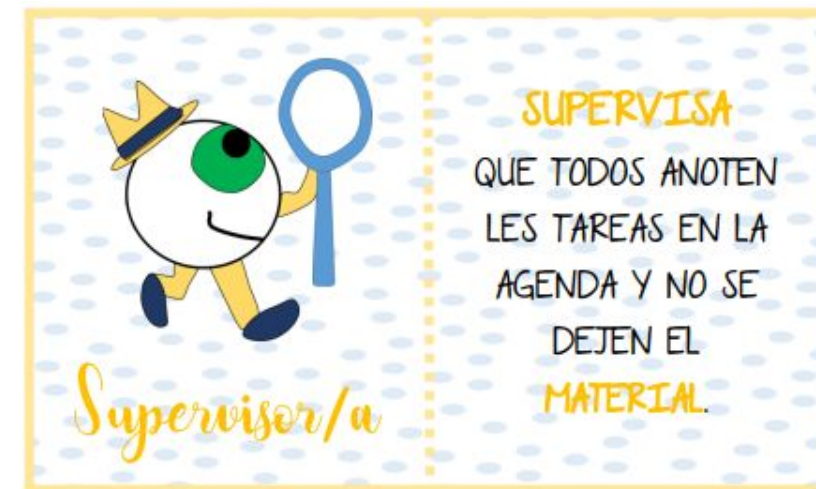 Supervisor/a
SUPERVISA
QUE TODOS ANOTEN
LES TAREAS EN LA
AGENDA Y NO SE
DEJEN EL
MATERIAL.